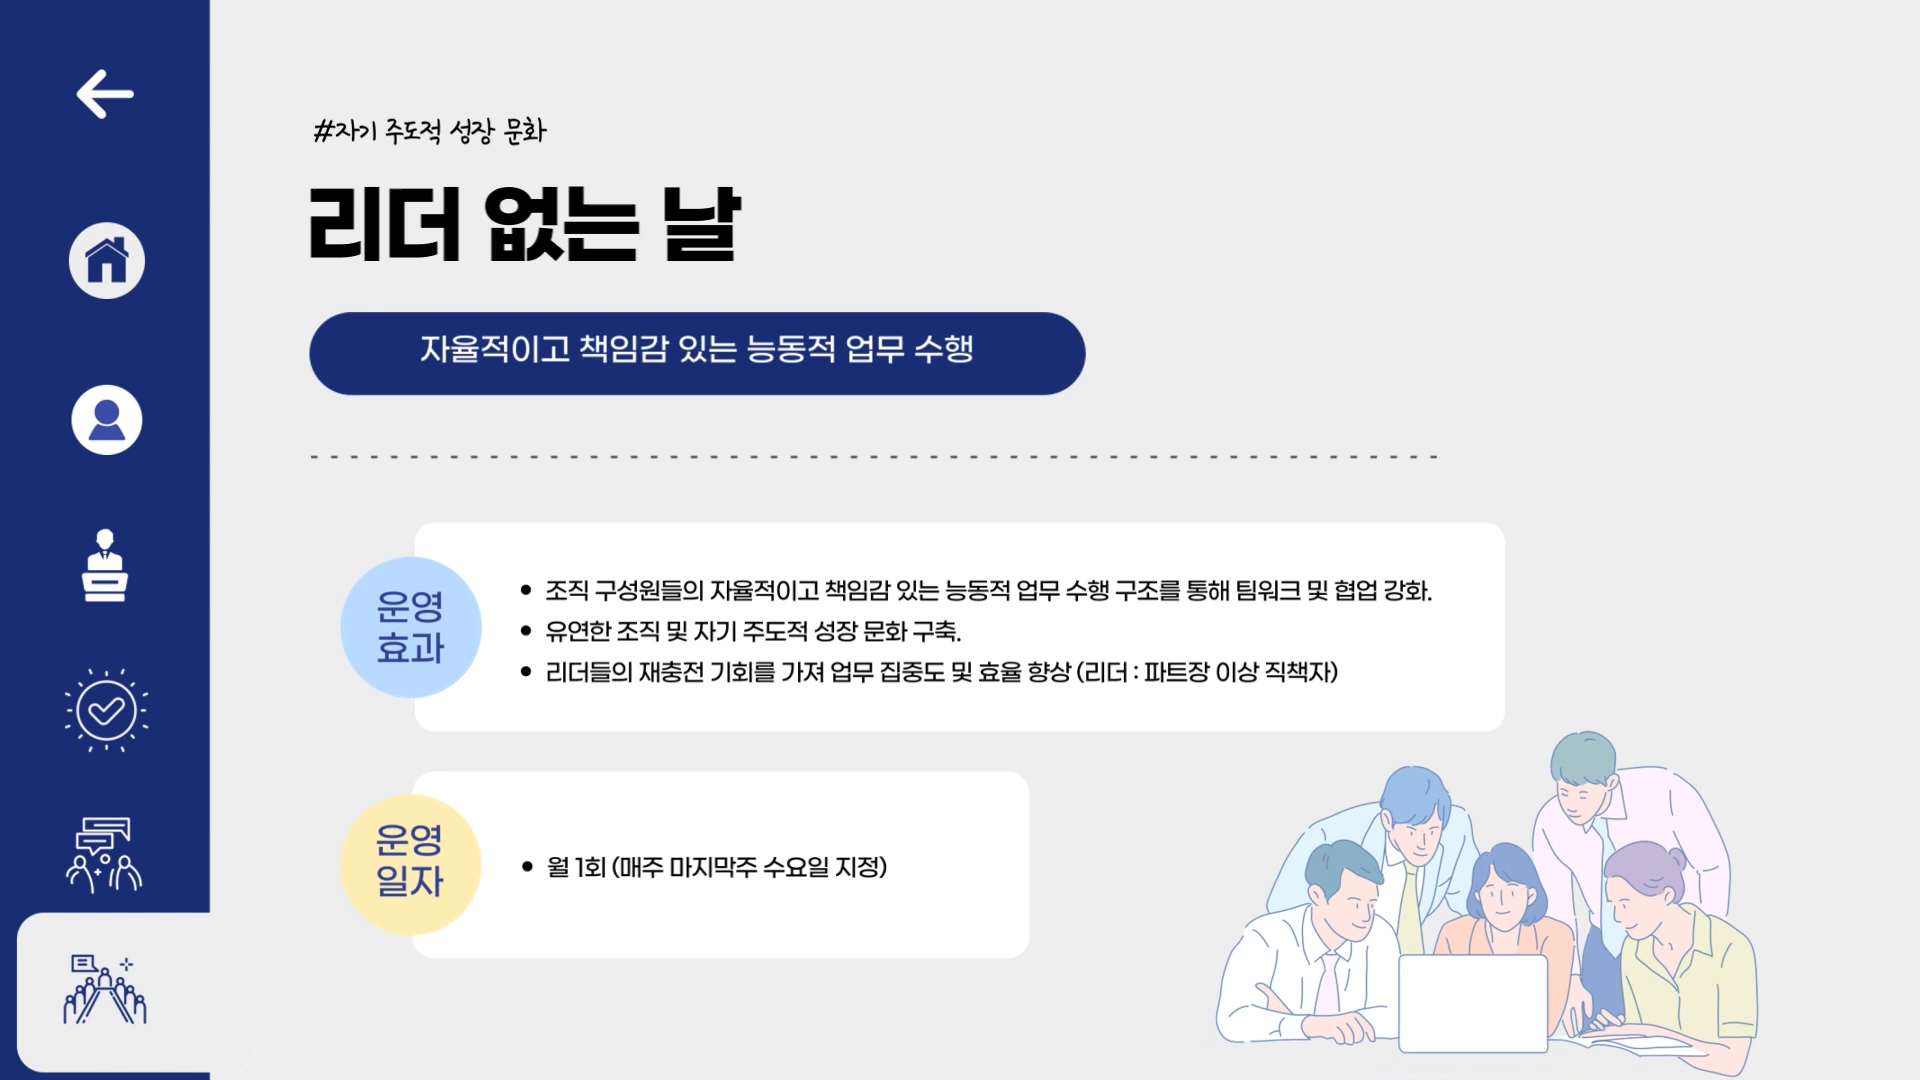 #자기 주도적 성장 문화
리더 없는 날
자율적이고 책임감 있는 능동적 업무 수행
운영
효과
• 조직 구성원들의 자율적이고 책임감 있는 능동적 업무 수행 구조를 통해 팀워크 및 협업 강화.
• 유연한 조직 및 자기 주도적 성장 문화 구축.
• 리더들의 재충전 기회를 가져 업무 집중도 및 효율 향상 (리더 : 파트장 이상 직책자)
운영
일자
• 월 1회 (매주 마지막주 수요일 지정)